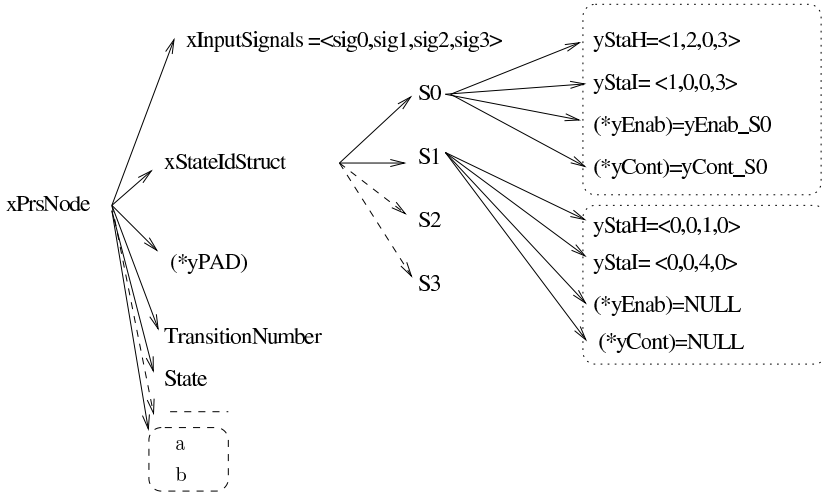 xInputSignals =<sig0,sig1,sig2,sig3>
yStaH=<1,2,0,3>
yStaI= <1,0,0,3>
S0
(*yEnab)=yEnab_S0
(*yCont)=yCont_S0
xStateIdStruct
S1
xPrsNode
S2
yStaH=<0,0,1,0>
(*yPAD)
yStaI= <0,0,4,0>
S3
(*yEnab)=NULL
TransitionNumber
(*yCont)=NULL
State
a
b